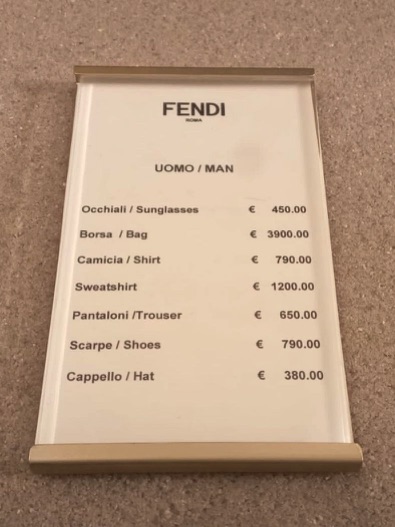 FENDI
ROMA
UOMO / MAN
Occhiali / Sunglasses € 450.00
Borsa / Bag € 3900.00
Camicia / Shirt € 790.00
Sweatshirt € 1200.00
Pantaloni /Trouser € 650.00
Scarpe / Shoes € 790.00
Cappello / Hat € 380.00